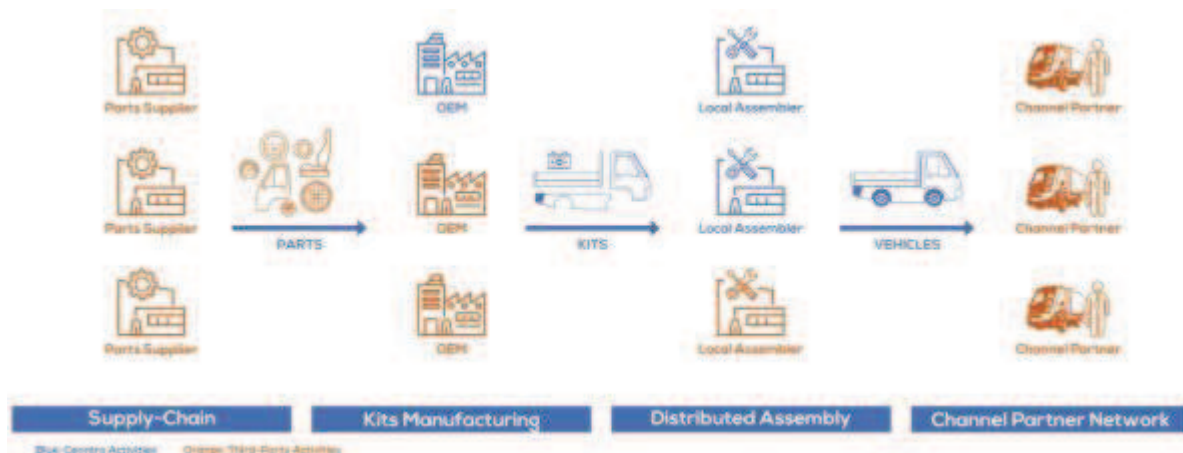 Parts Supplier
OEM
Local Assembler
Channel Partner
Parts Supplier
PARTS
OEM
KITS
Local Assembler
VEHICLES
Channel Partner
Parts Supplier
OEM
Local Assembler
Channel Partner
Supply-Chain
Kits Manufacturing
Distributed Assembly
Channel Partner Network
Blue: Cenntro Activities
Orange: Third-Party Activities